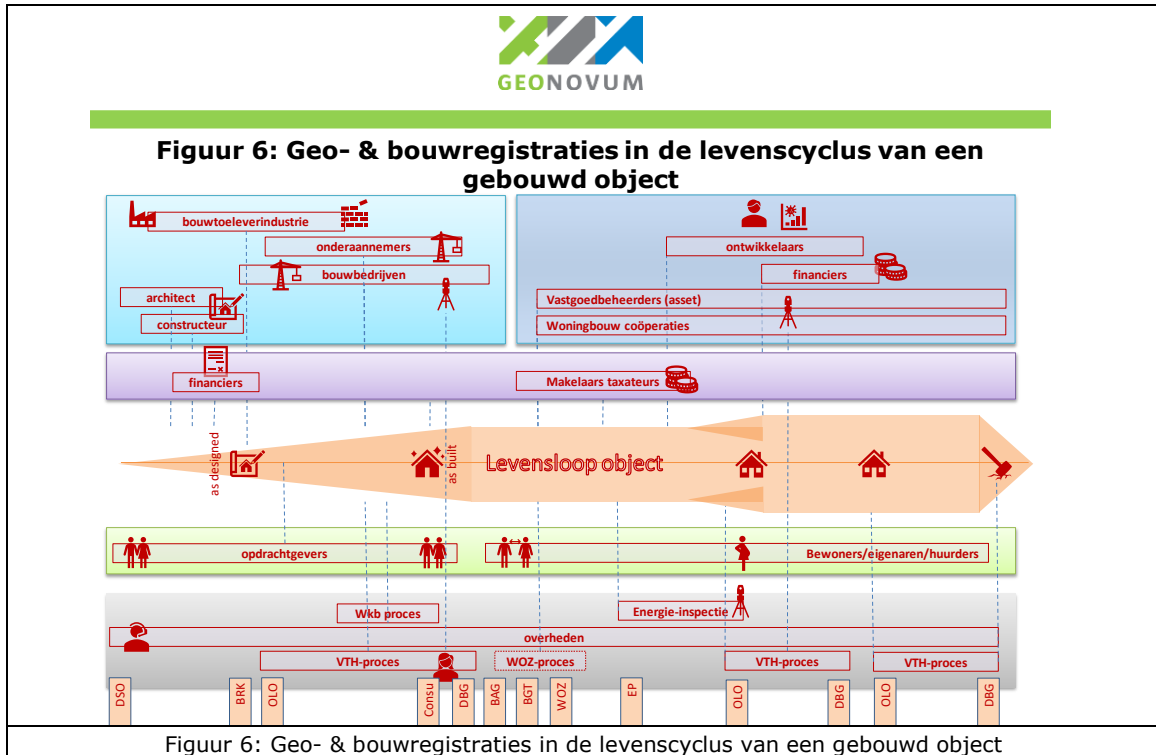 GEONOVUM
Figuur 6: Geo- & bouwregistraties in de levenscyclus van een
gebouwd object
bouwtoeleverindustrie
onderaannemers
bouwbedrijven
architect
constructeur
ontwikkelaars
financiers
Vastgoedbeheerders (asset)
Woningbouw coöperaties
financiers
Makelaars taxateurs
as designed
as built
Levensloop object
opdrachtgevers
Bewoners/eigenaren/huurders
Wkb proces
Energie-inspectie
overheden
VTH-proces
WOZ-proces
VTH-proces
VTH-proces
DSO
BRK
OLO
Consu
DBG
BAG
BGT
WOZ
EP
OLO
DBG
OLO
DBG
Figuur 6: Geo- & bouwregistraties in de levenscyclus van een gebouwd object